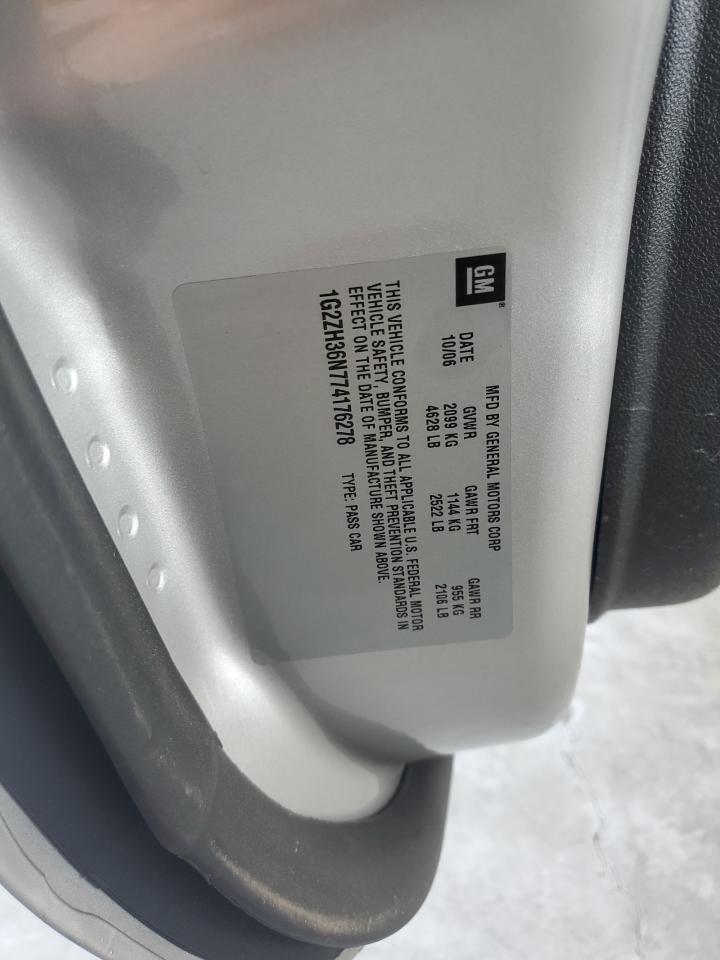 GM®
MFD BY GENERAL MOTORS CORP
DATE GVWR GAWR FRT GAWR RR
10/06 2099 KG 1144 KG 955 KG
4628 LB 2522 LB 2106 LB
THIS VEHICLE CONFORMS TO ALL APPLICABLE U.S. FEDERAL MOTOR
VEHICLE SAFETY, BUMPER, AND THEFT PREVENTION STANDARDS IN
EFFECT ON THE DATE OF MANUFACTURE SHOWN ABOVE.
1G2ZH36N774176278 TYPE: PASS CAR